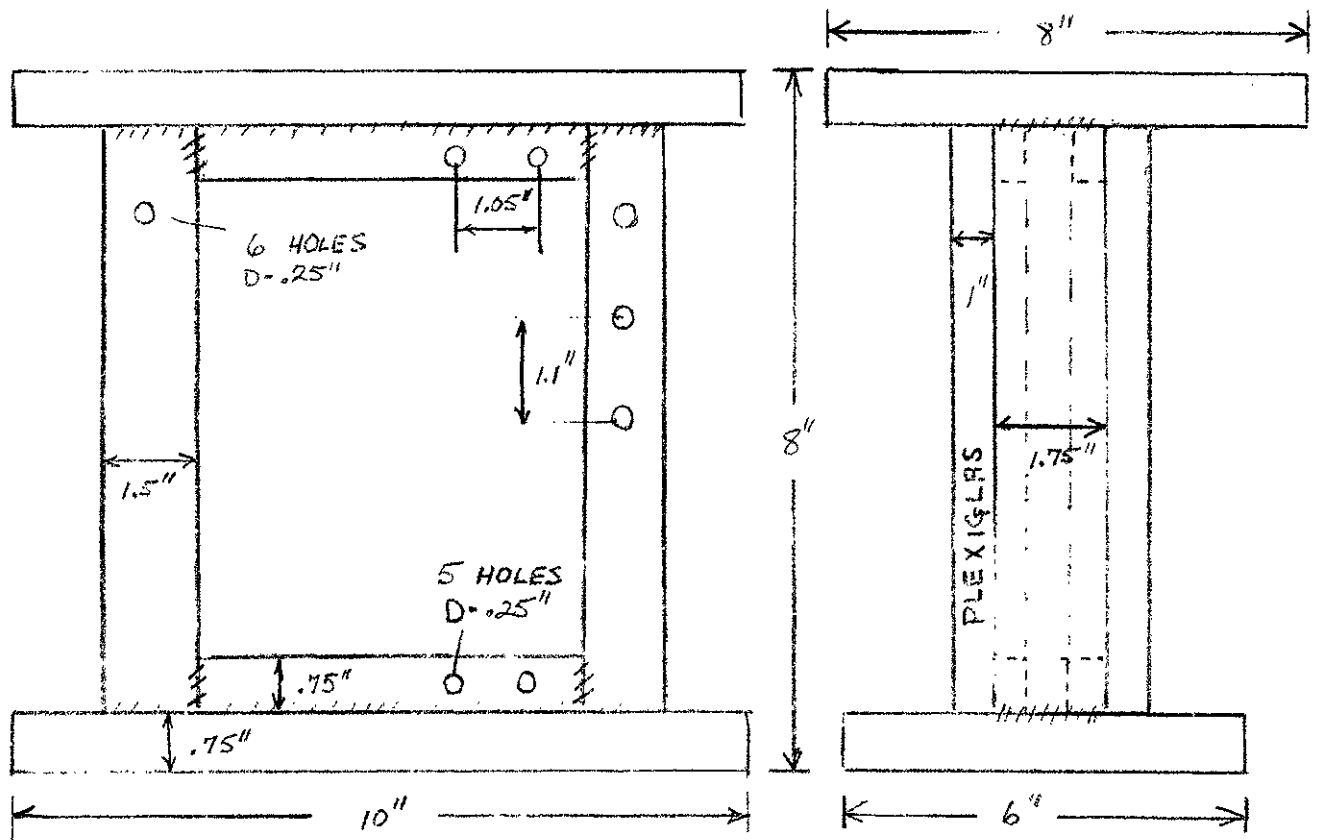 8"
1.05"
6 HOLES
D-.25"
1"
1.1"
8"
1.75"
1.5"
PLEXIGLAS
5 HOLES
D-.25"
.75"
.75"
10"
6"